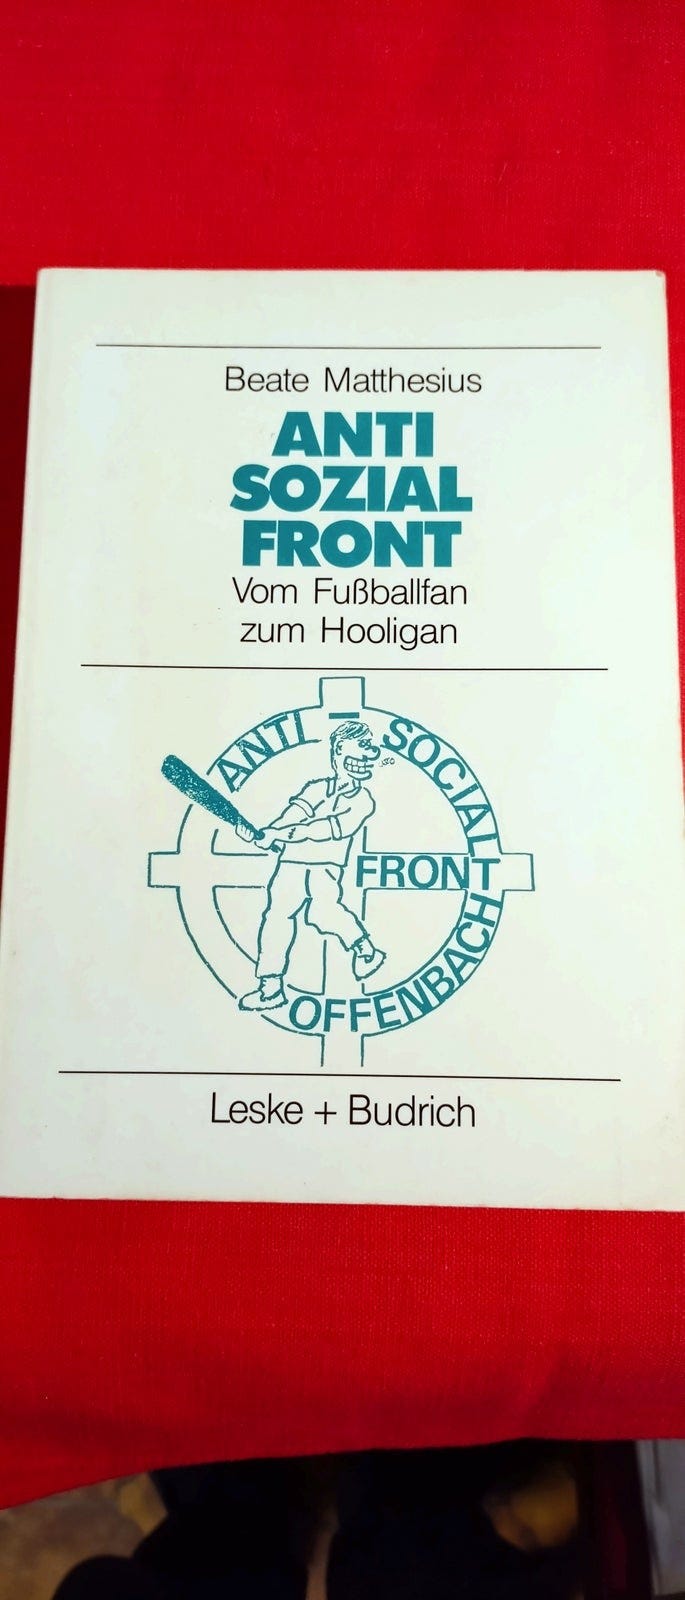 Beate Matthesius
ANTI
SOZIAL
FRONT
Vom Fußballfan
zum Hooligan
ANTI - SOCIAL
FRONT
OFFENBACH
Leske + Budrich